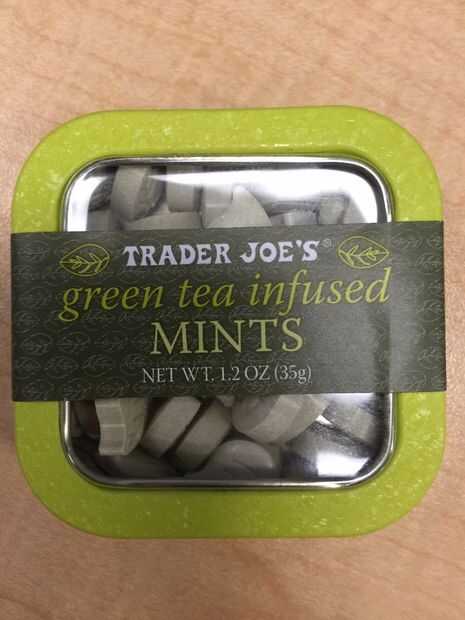 TRADER JOE'S®
green tea infused
MINTS
NET WT. 1.2 OZ (35g)